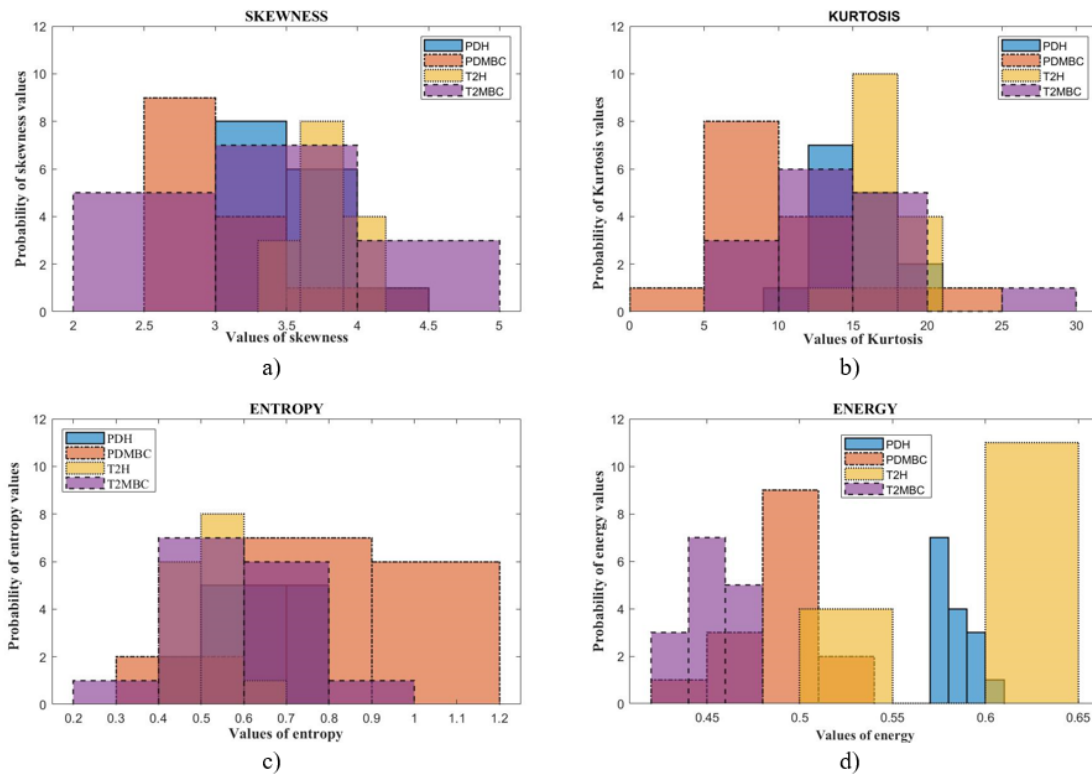 SKEWNESS
12
10
8
6
4
2
0
Probability of skewness values
PDH
PDMBC
T2H
T2MBC
2 2.5 3 3.5 4 4.5 5
Values of skewness
a)
KURTOSIS
12
10
8
6
4
2
0
Probability of Kurtosis values
PDH
PDMBC
T2H
T2MBC
0 5 10 15 20 25 30
Values of Kurtosis
b)
ENTROPY
12
10
8
6
4
2
0
Probability of entropy values
PDH
PDMBC
T2H
T2MBC
0.2 0.3 0.4 0.5 0.6 0.7 0.8 0.9 1 1.1 1.2
Values of entropy
c)
ENERGY
12
10
8
6
4
2
0
Probability of energy values
PDH
PDMBC
T2H
T2MBC
0.45 0.5 0.55 0.6 0.65
Values of energy
d)